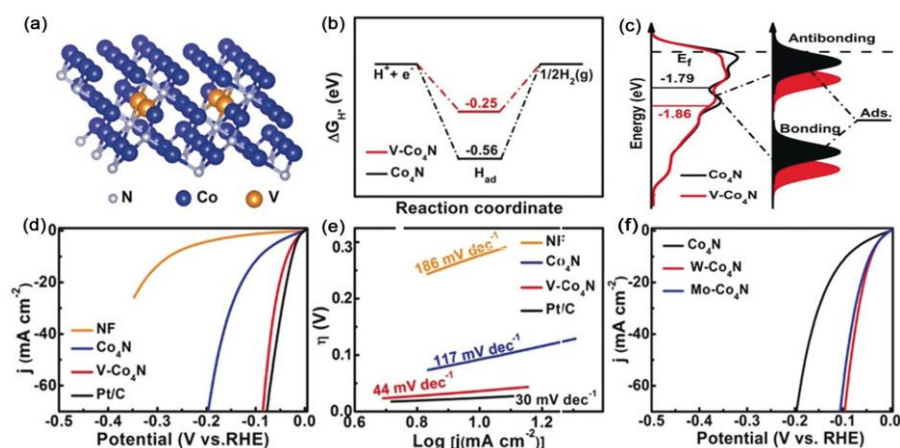 (a)
N Co V
(b)
ΔG_H* (eV)
H⁺+ e⁻
1/2H₂(g)
-0.25
-0.56
V-Co₄N
Co₄N
H_ad
Reaction coordinate
(c)
Energy (eV)
E_f
-1.79
-1.86
Co₄N
V-Co₄N
Antibonding
Ads.
Bonding
(d)
j (mA cm⁻²)
0
-20
-40
-60
NF
Co₄N
V-Co₄N
Pt/C
-0.5 -0.4 -0.3 -0.2 -0.1 0.0
Potential (V vs.RHE)
(e)
η (V)
0.3
0.2
0.1
0.0
186 mV dec⁻¹
NF
Co₄N
V-Co₄N
Pt/C
117 mV dec⁻¹
44 mV dec⁻¹
30 mV dec⁻¹
0.6 0.8 1.0 1.2
Log [j(mA cm⁻²)]
(f)
j (mA cm⁻²)
0
-20
-40
-60
Co₄N
W-Co₄N
Mo-Co₄N
-0.5 -0.4 -0.3 -0.2 -0.1 0.0
Potential (V vs.RHE)